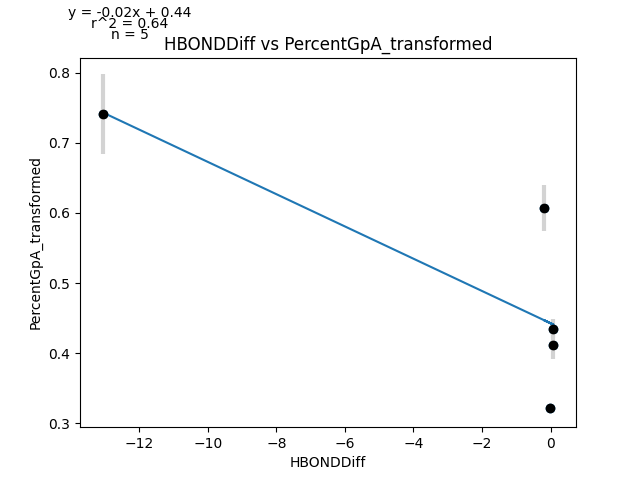 y = -0.02x + 0.44
r^2 = 0.64
n = 5
HBONDDiff vs PercentGpA_transformed
0.8
0.7
0.6
0.5
0.4
0.3
PercentGpA_transformed
−12
−10
−8
−6
−4
−2
0
HBONDDiff